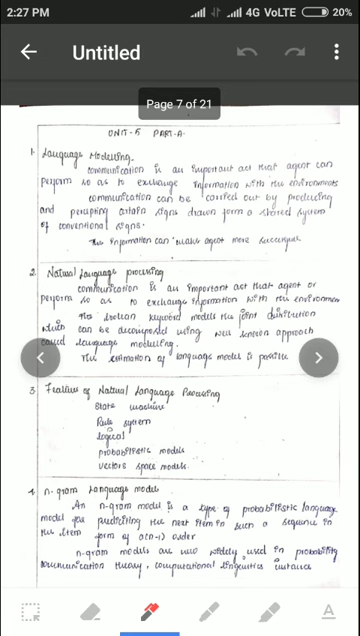 2:27 PM 4G VoLTE 20%
Untitled
Page 7 of 21
UNIT-5 PART-A
1. Language Modelling.
communication is an important act that agent can
perform so as to exchange information with the environments
communication can be carried out by producing
and percepting certain signs drawn form a shared system
of conventional signs.
This information can make agent more successful
2. Natural Language processing
communication is an important act that agent or
perform so as to exchange information with the environment
This boolean keyword models the joint distribution
which can be decomposed using well known approach
called language modelling.
The estimation of language model is possible
3 Features of Natural Language Processing
State machine
Rule system
logical
probabilistic models
vectors space models.
4. n-gram Language model
An n-gram model is a type of probabilistic language
model for predicting the next item in such a sequence in
the item form of a (n-1) order
n-gram models are now widely used in probability
communication theory, computational linguistics
A